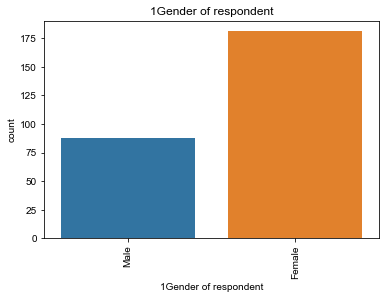 1Gender of respondent
175
150
125
100
75
50
25
0
count
Male
Female
1Gender of respondent